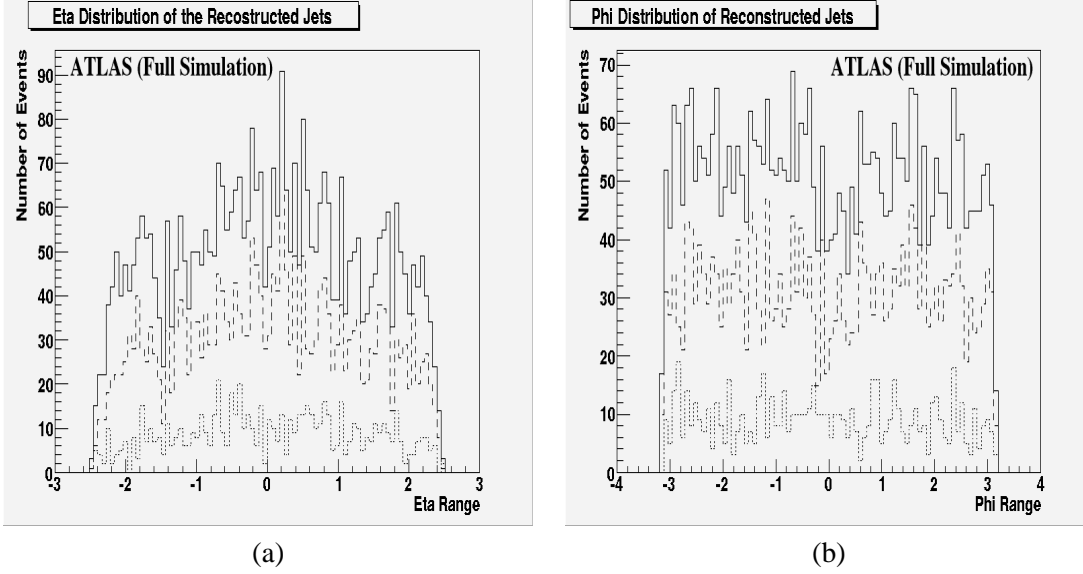 Eta Distribution of the Recostructed Jets
Number of Events
ATLAS (Full Simulation)
90
80
70
60
50
40
30
20
10
0
-3 -2 -1 0 1 2 3
Eta Range
(a)
Phi Distribution of Reconstructed Jets
Number of Events
ATLAS (Full Simulation)
70
60
50
40
30
20
10
0
-4 -3 -2 -1 0 1 2 3 4
Phi Range
(b)